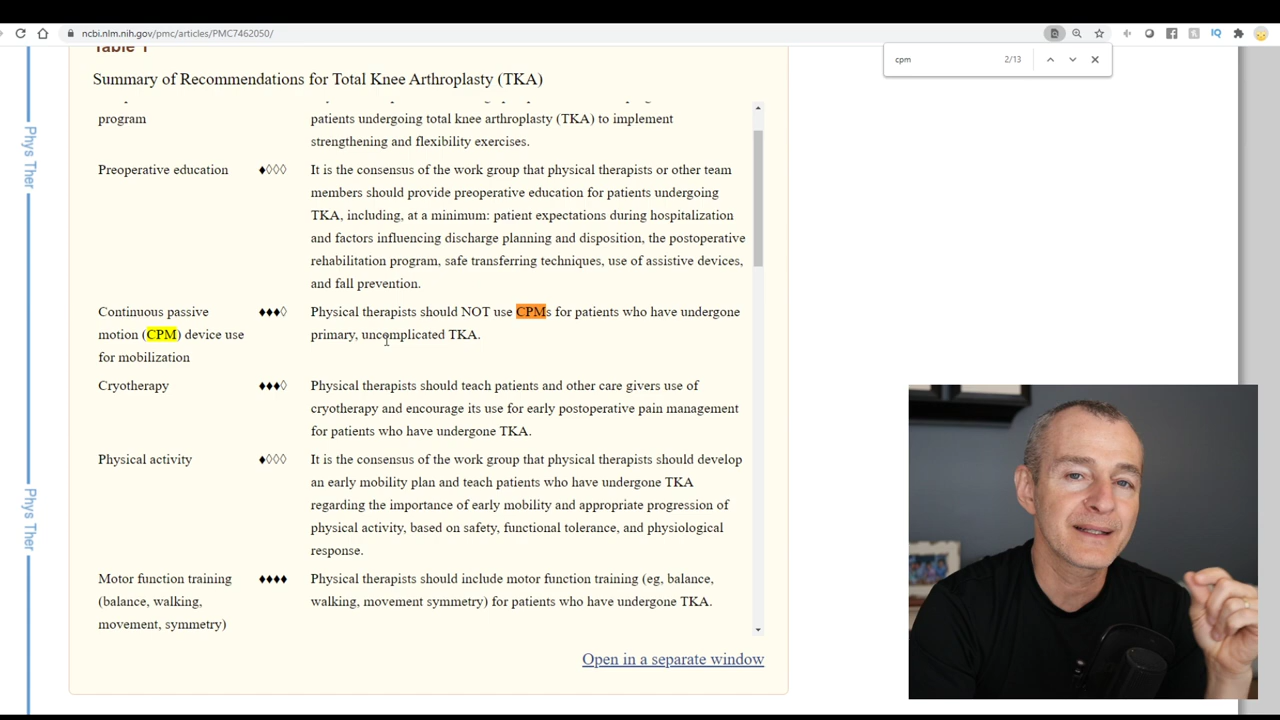 ncbi.nlm.nih.gov/pmc/articles/PMC7462050/
cpm 2/13
Table 1
Summary of Recommendations for Total Knee Arthroplasty (TKA)
program
patients undergoing total knee arthroplasty (TKA) to implement
strengthening and flexibility exercises.
Preoperative education ♦◊◊◊ It is the consensus of the work group that physical therapists or other team
members should provide preoperative education for patients undergoing
TKA, including, at a minimum: patient expectations during hospitalization
and factors influencing discharge planning and disposition, the postoperative
rehabilitation program, safe transferring techniques, use of assistive devices,
and fall prevention.
Continuous passive
motion (CPM) device use
for mobilization
♦♦♦◊ Physical therapists should NOT use CPMs for patients who have undergone
primary, uncomplicated TKA.
Cryotherapy ♦♦♦◊ Physical therapists should teach patients and other care givers use of
cryotherapy and encourage its use for early postoperative pain management
for patients who have undergone TKA.
Physical activity ♦◊◊◊ It is the consensus of the work group that physical therapists should develop
an early mobility plan and teach patients who have undergone TKA
regarding the importance of early mobility and appropriate progression of
physical activity, based on safety, functional tolerance, and physiological
response.
Motor function training
(balance, walking,
movement, symmetry)
♦♦♦♦ Physical therapists should include motor function training (eg, balance,
walking, movement symmetry) for patients who have undergone TKA.
Open in a separate window
Phys Ther
Phys Ther
IQ